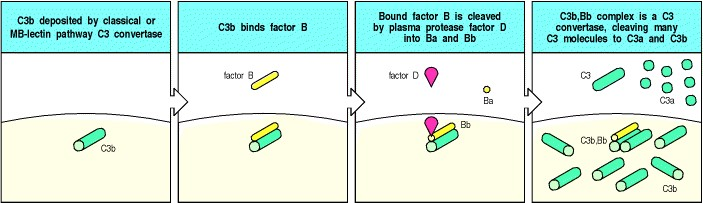 C3b deposited by classical or
MB-lectin pathway C3 convertase
C3b
C3b binds factor B
factor B
Bound factor B is cleaved
by plasma protease factor D
into Ba and Bb
factor D
Ba
Bb
C3b,Bb complex is a C3
convertase, cleaving many
C3 molecules to C3a and C3b
C3
C3a
C3b,Bb
C3b